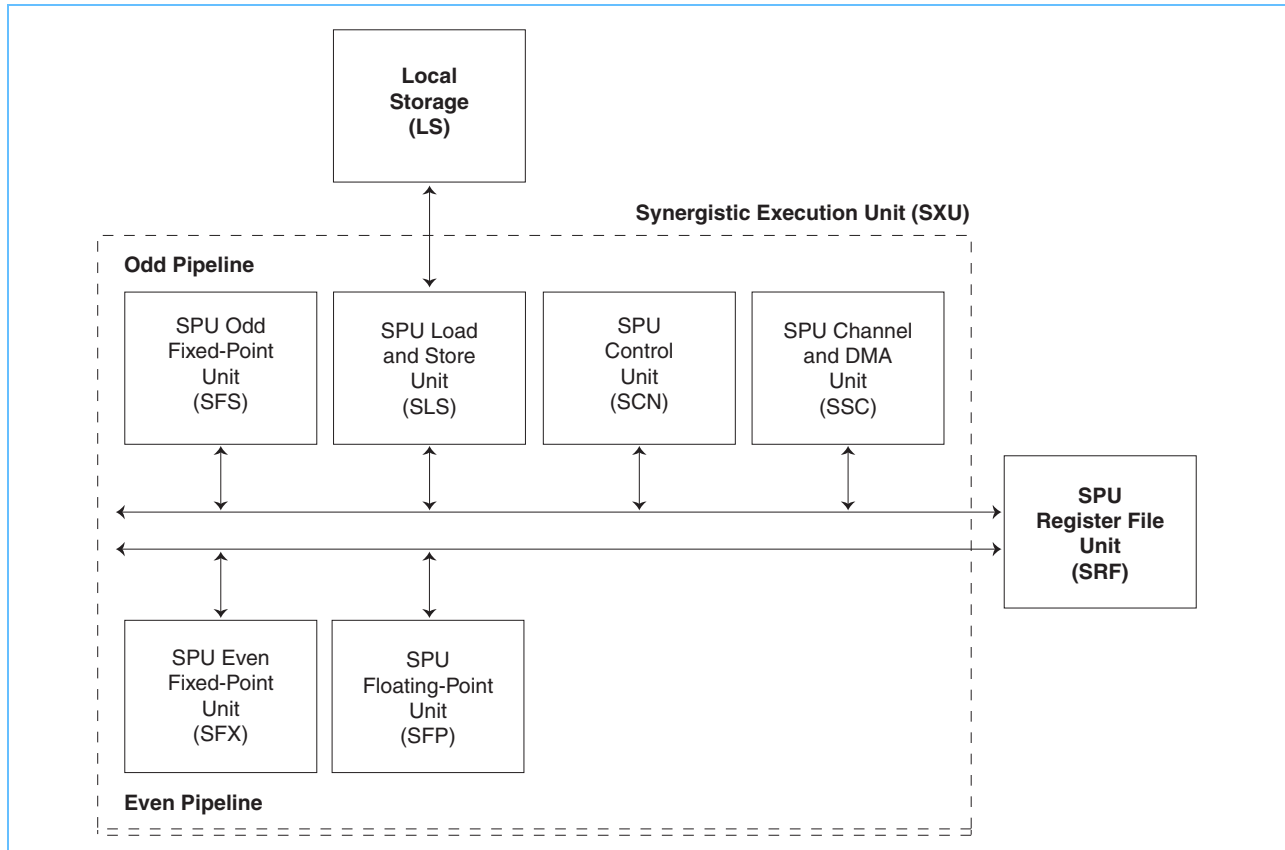 Local
Storage
(LS)
Synergistic Execution Unit (SXU)
Odd Pipeline
SPU Odd
Fixed-Point
Unit
(SFS)
SPU Load
and Store
Unit
(SLS)
SPU
Control
Unit
(SCN)
SPU Channel
and DMA
Unit
(SSC)
SPU
Register File
Unit
(SRF)
SPU Even
Fixed-Point
Unit
(SFX)
SPU
Floating-Point
Unit
(SFP)
Even Pipeline